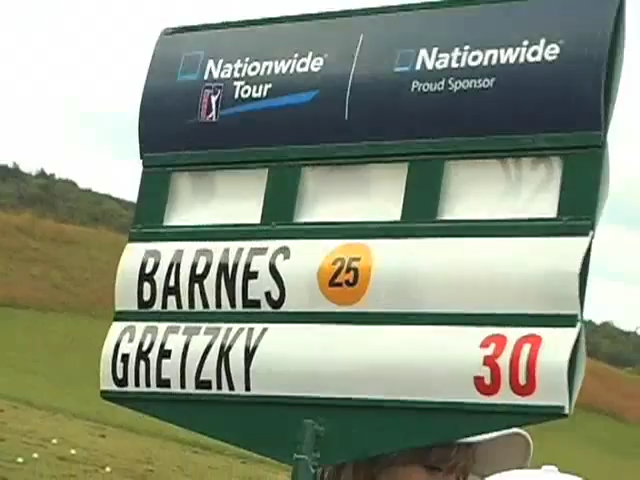 Nationwide Tour
Nationwide
Proud Sponsor
BARNES 25
GRETZKY 30